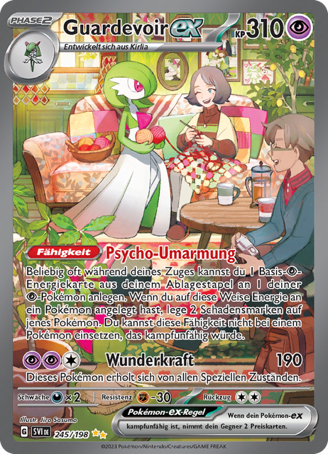 PHASE 2
Guardevoir ex KP 310
Entwickelt sich aus Kirlia
Fähigkeit Psycho-Umarmung
Beliebig oft während deines Zuges kannst du 1 Basis-
Energiekarte aus deinem Ablagestapel an 1 deiner
-Pokémon anlegen. Wenn du auf diese Weise Energie an
ein Pokémon angelegt hast, lege 2 Schadensmarken auf
jenes Pokémon. Du kannst diese Fähigkeit nicht bei einem
Pokémon einsetzen, das kampfunfähig würde.
Wunderkraft 190
Dieses Pokémon erholt sich von allen Speziellen Zuständen.
Schwäche ×2 Resistenz -30 Rückzug
Illustr. Jiro Sasumo
Pokémon-ex-Regel
Wenn dein Pokémon-ex
kampfunfähig ist, nimmt dein Gegner 2 Preiskarten.
G SVI DE 245/198
©2023 Pokémon/Nintendo/Creatures/GAME FREAK